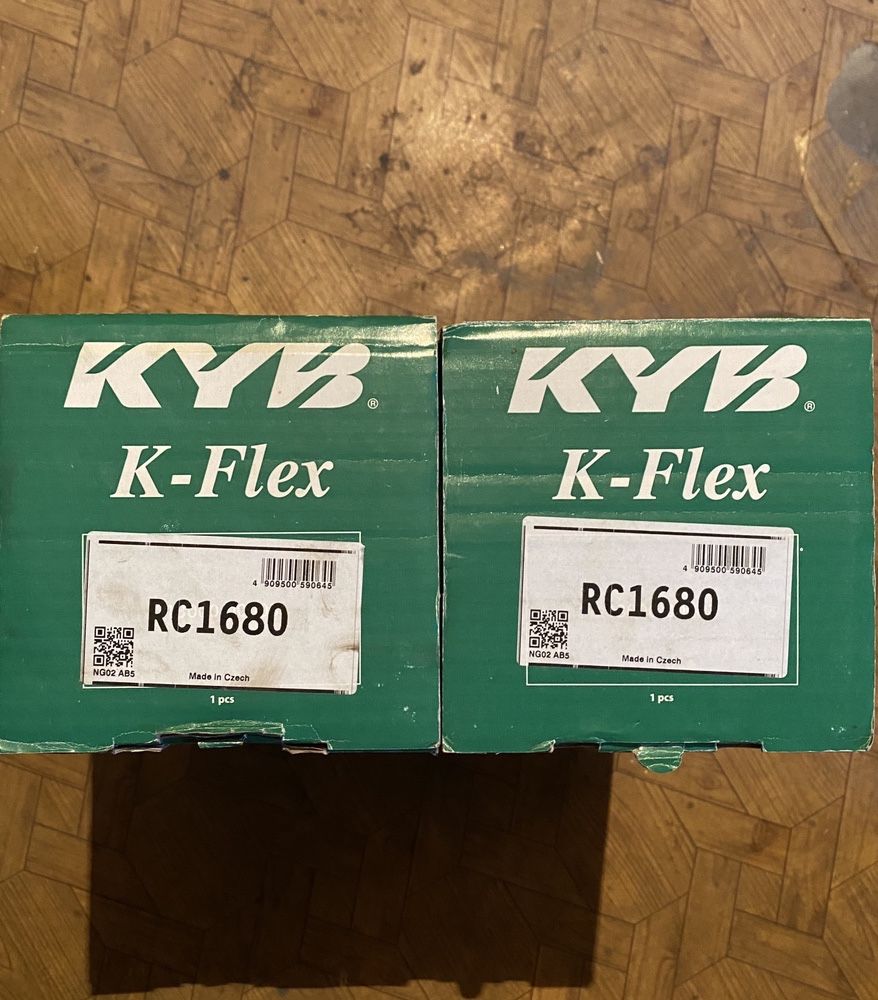 KYB®
K-Flex
4 909500 590645
RC1680
NG02 AB5
Made in Czech
1 pcs
KYB®
K-Flex
4 909500 590645
RC1680
NG02 AB5
Made in Czech
1 pcs